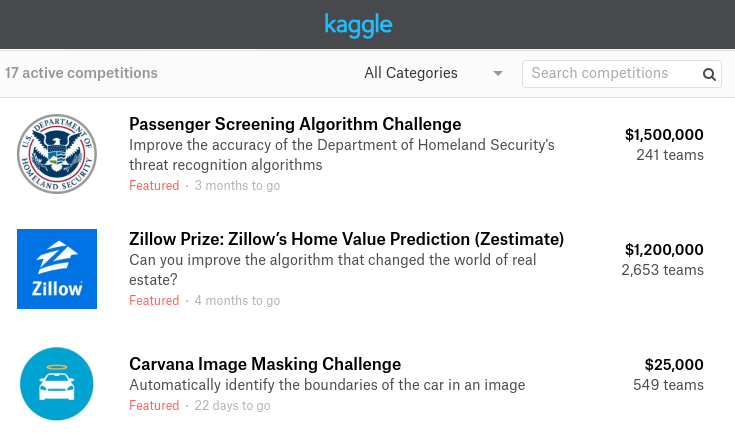 kaggle
17 active competitions
All Categories
Search competitions
U.S. DEPARTMENT OF HOMELAND SECURITY
Passenger Screening Algorithm Challenge
$1,500,000
Improve the accuracy of the Department of Homeland Security's
241 teams
threat recognition algorithms
Featured · 3 months to go
Zillow
Zillow Prize: Zillow’s Home Value Prediction (Zestimate)
$1,200,000
Can you improve the algorithm that changed the world of real
2,653 teams
estate?
Featured · 4 months to go
Carvana Image Masking Challenge
$25,000
Automatically identify the boundaries of the car in an image
549 teams
Featured · 22 days to go